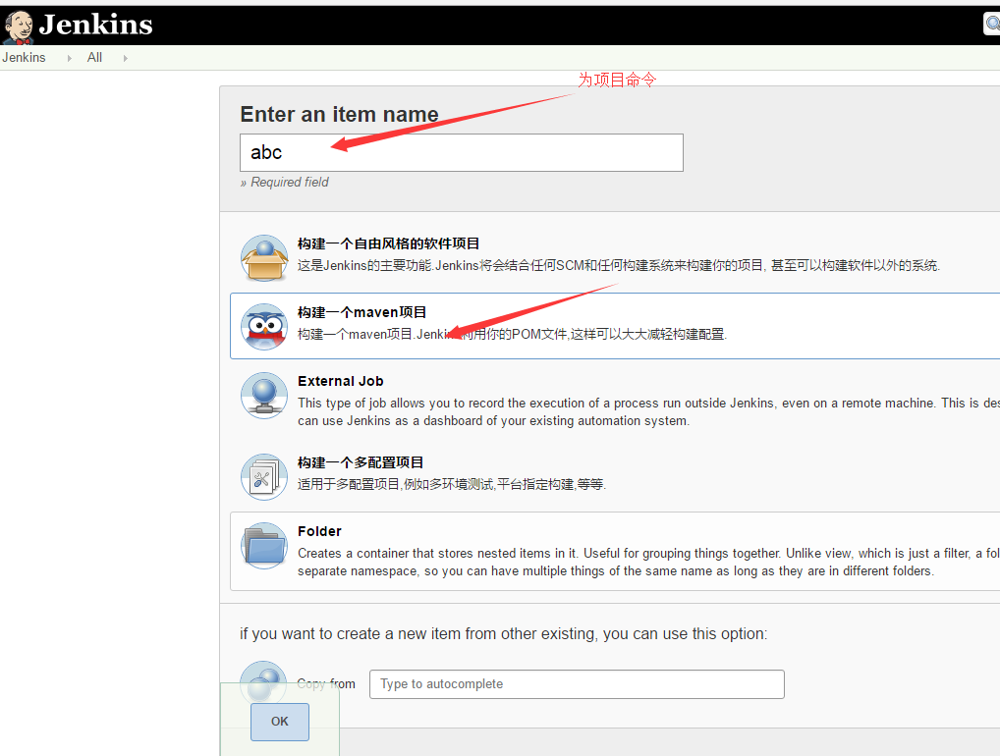 Jenkins
Jenkins
All
为项目命令
Enter an item name
abc
» Required field
构建一个自由风格的软件项目
这是Jenkins的主要功能.Jenkins将会结合任何SCM和任何构建系统来构建你的项目, 甚至可以构建软件以外的系统.
构建一个maven项目
构建一个maven项目.Jenkins利用你的POM文件,这样可以大大减轻构建配置.
External Job
This type of job allows you to record the execution of a process run outside Jenkins, even on a remote machine. This is des
can use Jenkins as a dashboard of your existing automation system.
构建一个多配置项目
适用于多配置项目,例如多环境测试,平台指定构建,等等.
Folder
Creates a container that stores nested items in it. Useful for grouping things together. Unlike view, which is just a filter, a fol
separate namespace, so you can have multiple things of the same name as long as they are in different folders.
if you want to create a new item from other existing, you can use this option:
Copy from
Type to autocomplete
OK